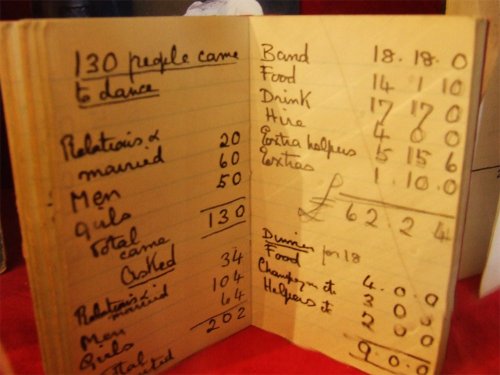 130 people came
to dance
Relations &
married 20
Men 60
Girls 50
Total
came 130
Asked
Relations &
married 34
Men 104
Girls 64
202
Band 18. 18. 0
Food 14 1 10
Drink 17 17 0
Hire 4 0 0
Extra helpers 5 15 6
Extras 1. 10. 0
£ 62 2 4
Dinner for 18
Food 4. 0. 0
Champagne etc 3 0 0
Helpers etc 2 0 0
9. 0. 0